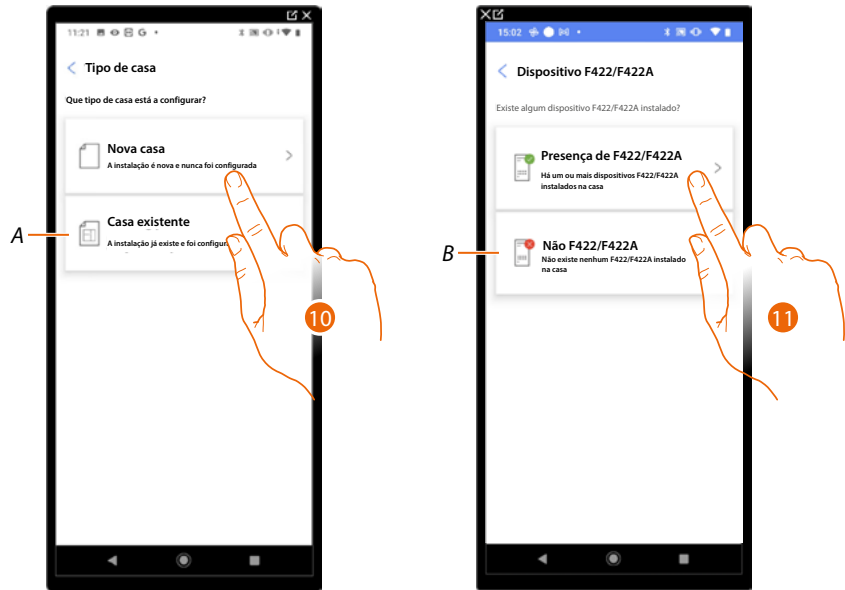 11:21 G
Tipo de casa
Que tipo de casa está a configurar?
Nova casa
A instalação é nova e nunca foi configurada
A
Casa existente
A instalação já existe e foi configur
10
15:02
Dispositivo F422/F422A
Existe algum dispositivo F422/F422A instalado?
Presença de F422/F422A
Há um ou mais dispositivos F422/F422A
instalados na casa
B
Não F422/F422A
Não existe nenhum F422/F422A instalado
na casa
11